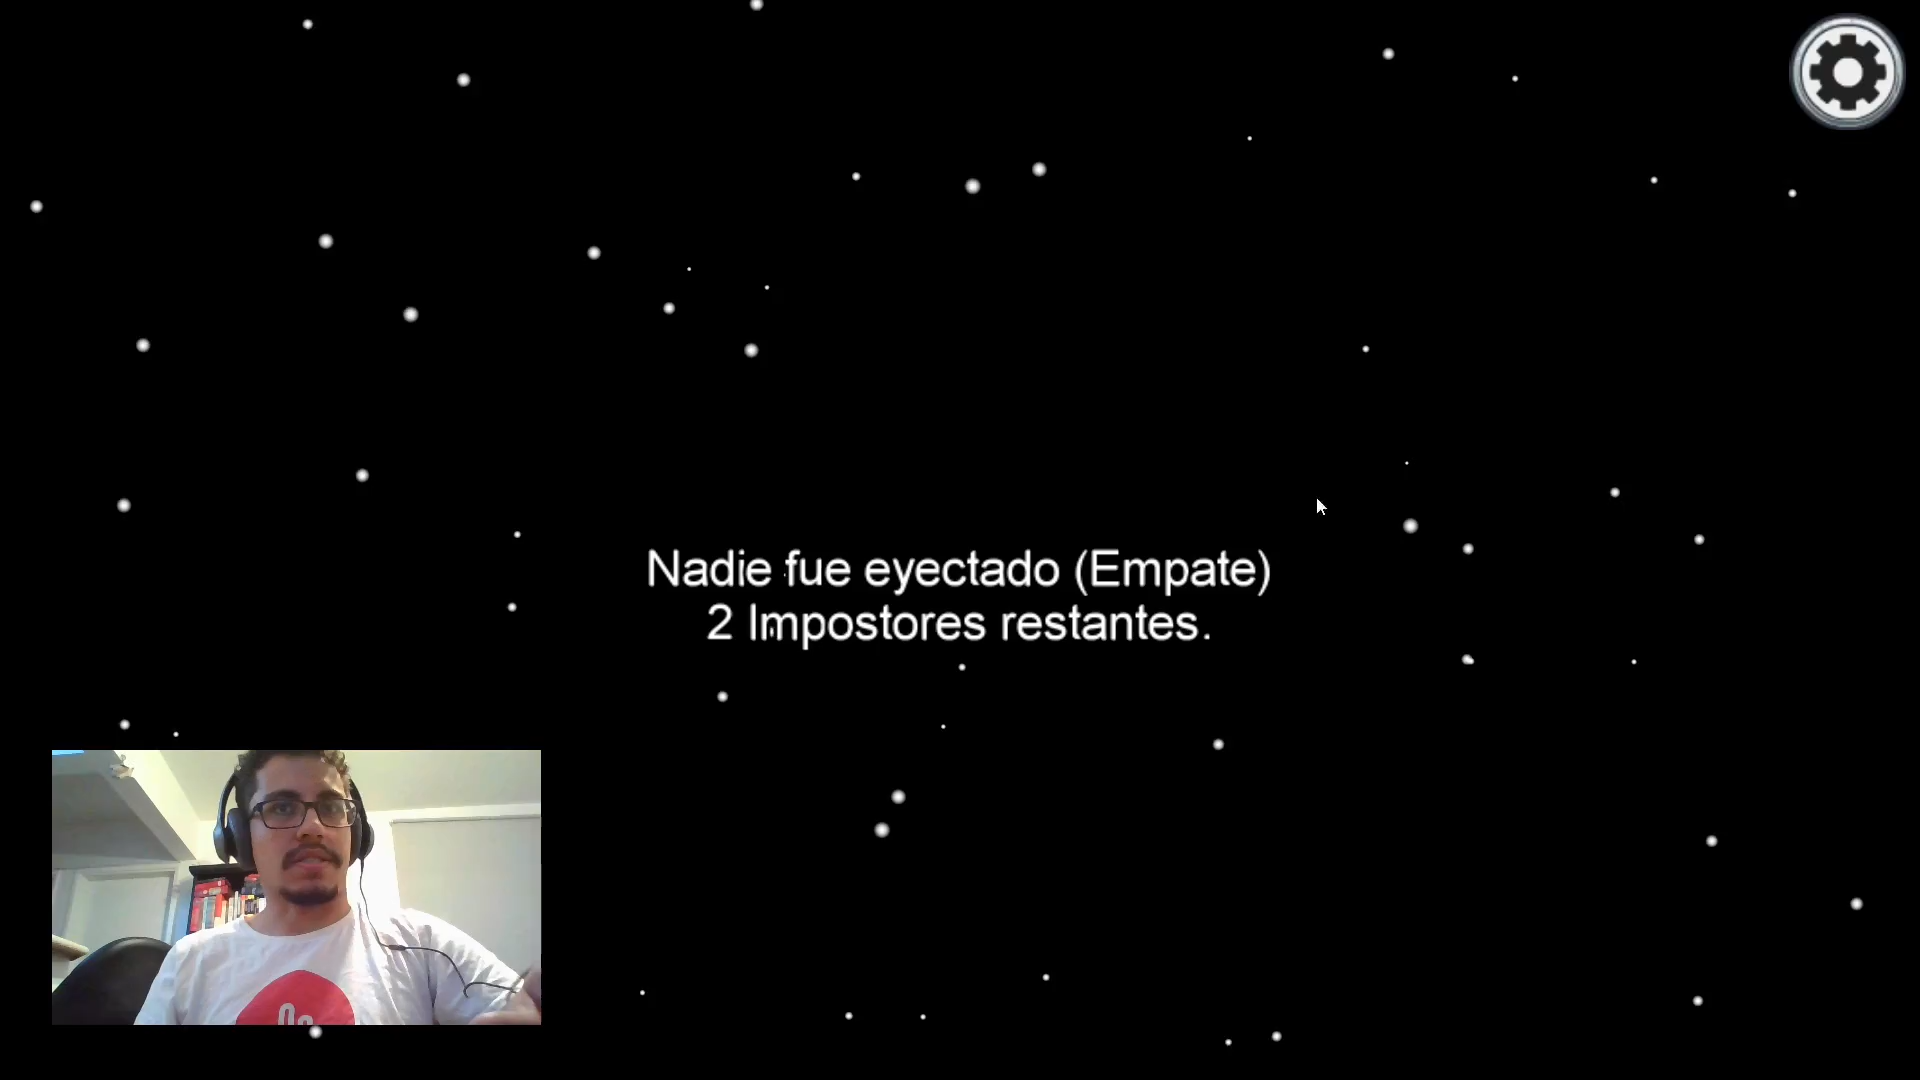 Nadie fue eyectado (Empate)
2 Impostores restantes.